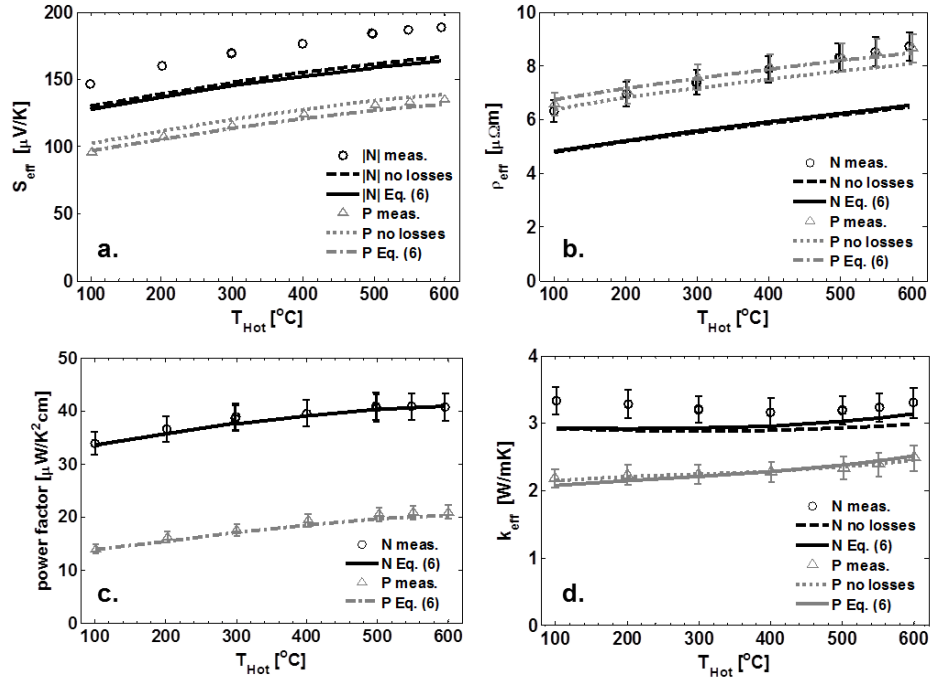 200
150
100
50
0
S_eff [µV/K]
|N| meas.
|N| no losses
|N| Eq. (6)
P meas.
P no losses
P Eq. (6)
a.
100 200 300 400 500 600
T_Hot [°C]
10
8
6
4
2
0
ρ_eff [µΩm]
N meas.
N no losses
N Eq. (6)
P meas.
P no losses
P Eq. (6)
b.
100 200 300 400 500 600
T_Hot [°C]
50
40
30
20
10
0
power factor [µW/K²cm]
N meas.
N Eq. (6)
P meas.
P Eq. (6)
c.
100 200 300 400 500 600
T_Hot [°C]
4
3
2
1
0
k_eff [W/mK]
N meas.
N no losses
N Eq. (6)
P meas.
P no losses
P Eq. (6)
d.
100 200 300 400 500 600
T_Hot [°C]